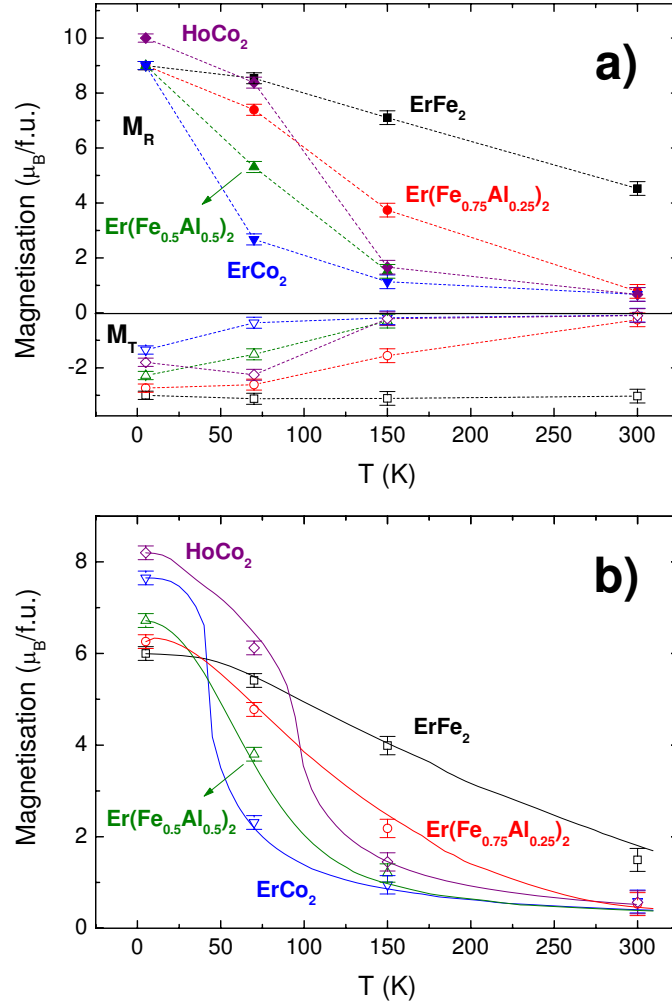 a)
HoCo₂
ErFe₂
M_R
Er(Fe₀.₇₅Al₀.₂₅)₂
Er(Fe₀.₅Al₀.₅)₂
ErCo₂
M_T
Magnetisation (μ_B/f.u.)
10
8
6
4
2
0
-2
0 50 100 150 200 250 300
T (K)
b)
HoCo₂
ErFe₂
Er(Fe₀.₅Al₀.₅)₂
Er(Fe₀.₇₅Al₀.₂₅)₂
ErCo₂
Magnetisation (μ_B/f.u.)
8
6
4
2
0
0 50 100 150 200 250 300
T (K)